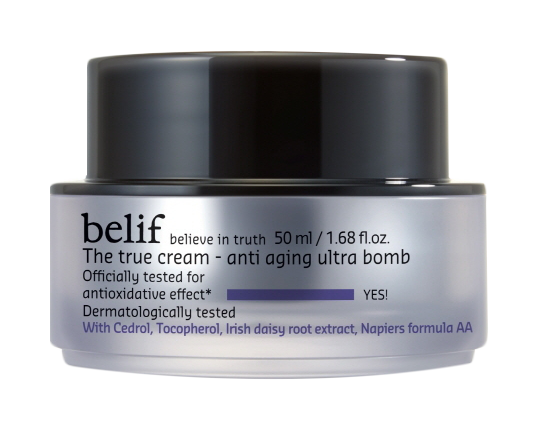 belif believe in truth 50 ml / 1.68 fl.oz.
The true cream - anti aging ultra bomb
Officially tested for
antioxidative effect* YES!
Dermatologically tested
With Cedrol, Tocopherol, Irish daisy root extract, Napiers formula AA